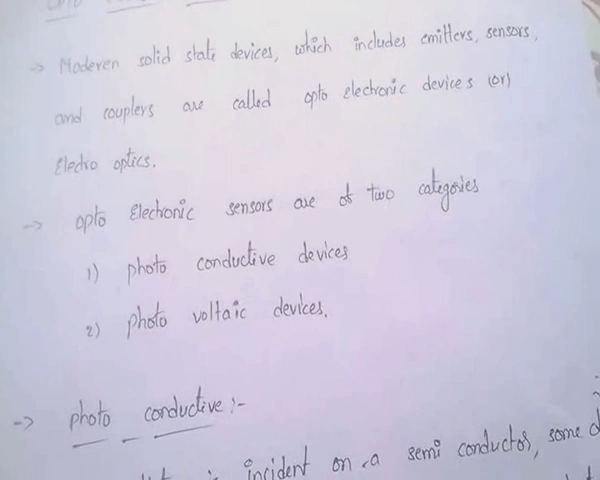 -> Moderen solid state devices, which includes emitters, sensors,
and couplers are called opto electronic devices (or)
Electro optics.
-> opto Electronic sensors are of two categories
1) photo conductive devices
2) photo voltaic devices.
-> photo conductive :-
incident on a semi conductor, some